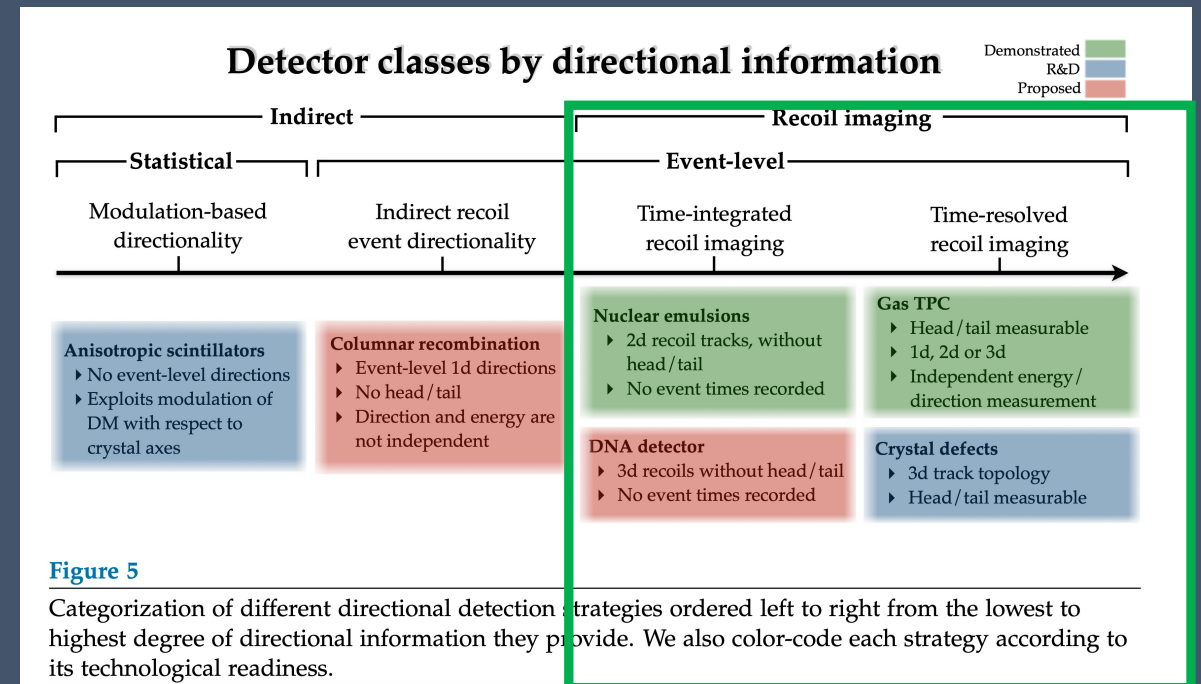 Detector classes by directional information
Demonstrated
R&D
Proposed
Indirect
Recoil imaging
Statistical
Event-level
Modulation-based
directionality
Indirect recoil
event directionality
Time-integrated
recoil imaging
Time-resolved
recoil imaging
Anisotropic scintillators
No event-level directions
Exploits modulation of
DM with respect to
crystal axes
Columnar recombination
Event-level 1d directions
No head/tail
Direction and energy are
not independent
Nuclear emulsions
2d recoil tracks, without
head/tail
No event times recorded
DNA detector
3d recoils without head/tail
No event times recorded
Gas TPC
Head/tail measurable
1d, 2d or 3d
Independent energy/
direction measurement
Crystal defects
3d track topology
Head/tail measurable
Figure 5
Categorization of different directional detection strategies ordered left to right from the lowest to
highest degree of directional information they provide. We also color-code each strategy according to
its technological readiness.